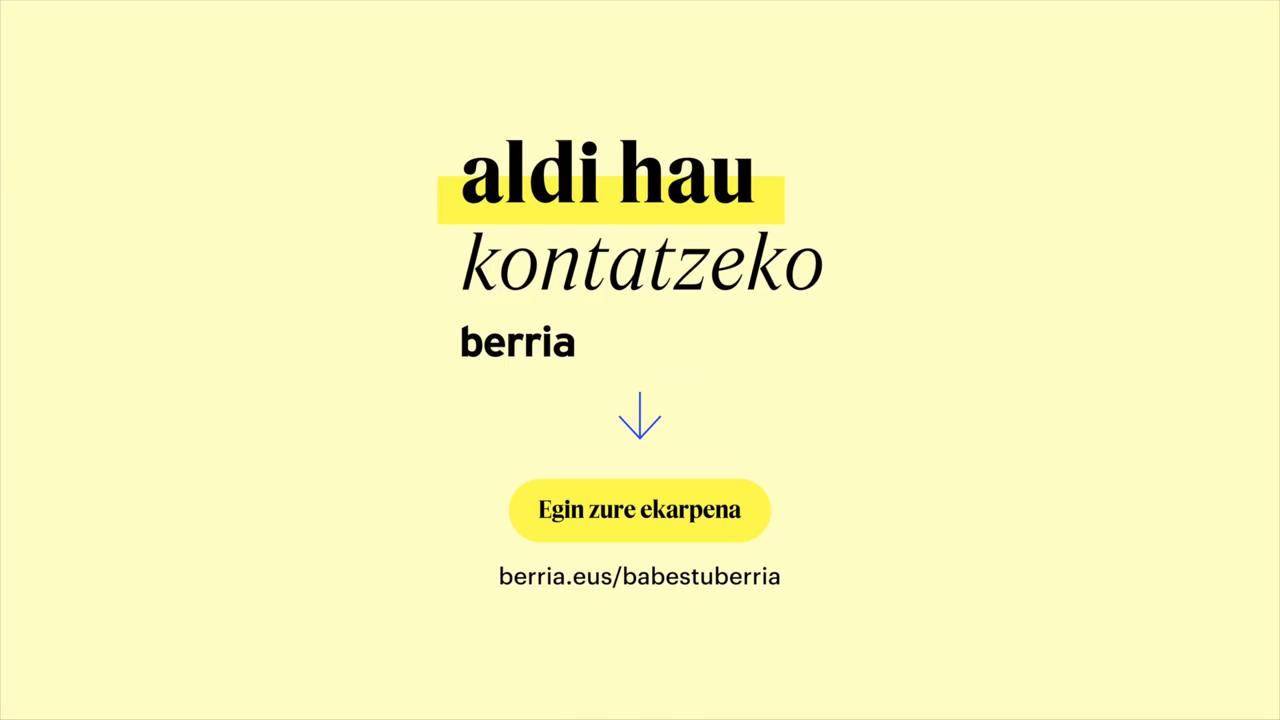 aldi hau
kontatzeko
berria
Egin zure ekarpena
berria.eus/babestuberria